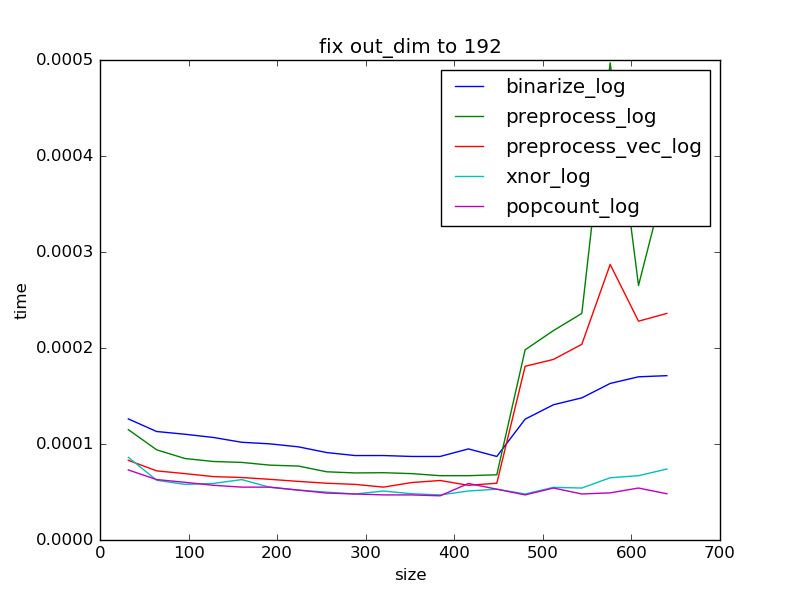 fix out_dim to 192
0.0005
0.0004
0.0003
0.0002
0.0001
0.0000
time
binarize_log
preprocess_log
preprocess_vec_log
xnor_log
popcount_log
0 100 200 300 400 500 600 700
size